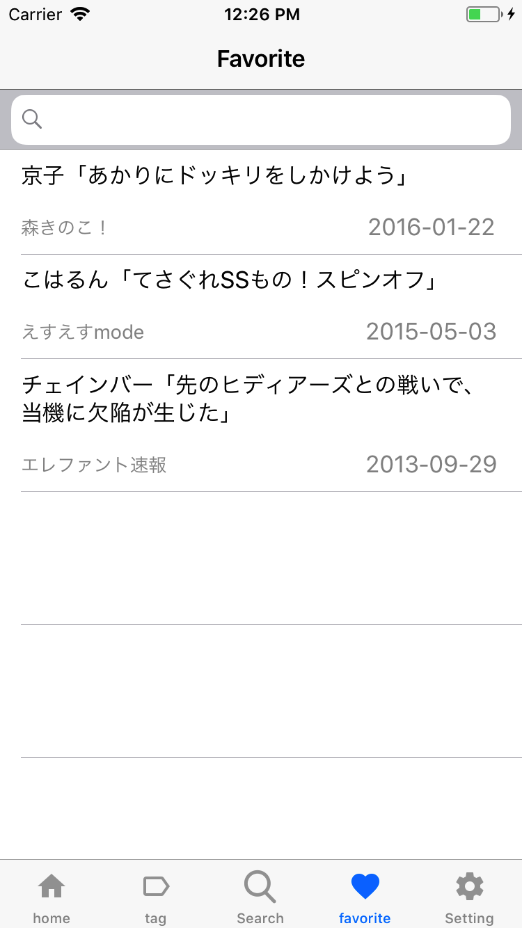 Carrier 12:26 PM
Favorite
京子「あかりにドッキリをしかけよう」
森きのこ！ 2016-01-22
こはるん「てさぐれSSもの！スピンオフ」
えすえすmode 2015-05-03
チェインバー「先のヒディアーズとの戦いで、
当機に欠陥が生じた」
エレファント速報 2013-09-29
home tag Search favorite Setting